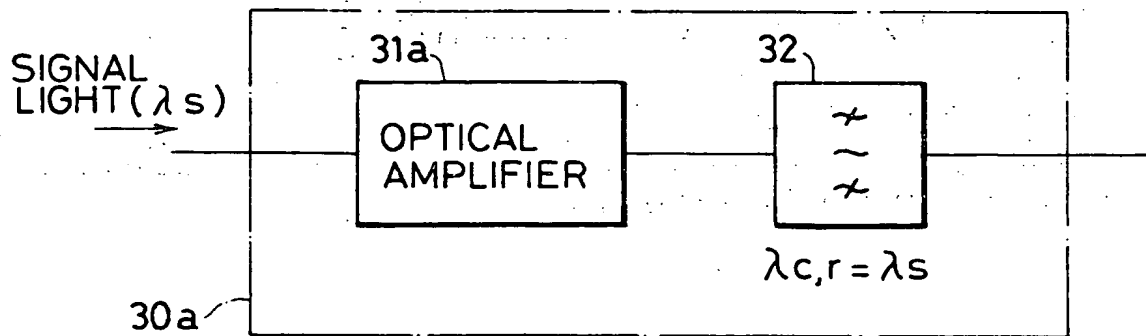 SIGNAL
LIGHT(λs)
31a
32
OPTICAL
AMPLIFIER
λc,r = λs
30a